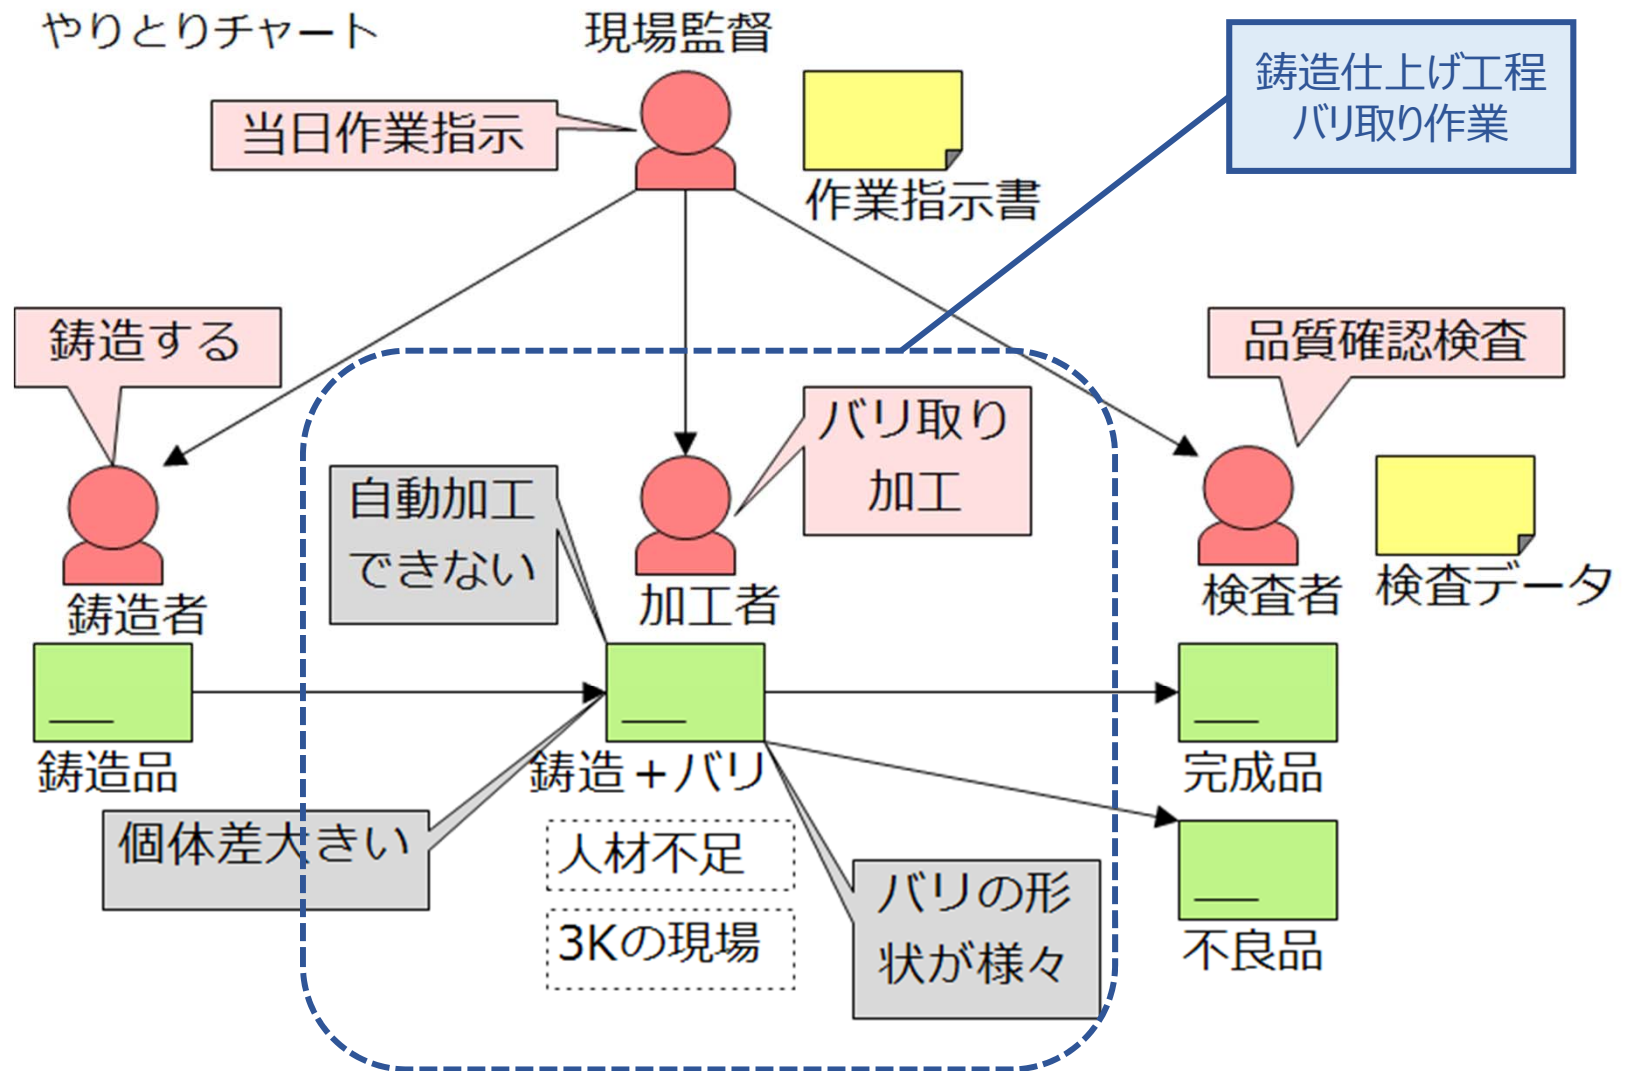 やりとりチャート
現場監督
鋳造仕上げ工程
バリ取り作業
当日作業指示
作業指示書
鋳造する
品質確認検査
バリ取り
加工
自動加工
できない
鋳造者
加工者
検査者
検査データ
鋳造品
鋳造+バリ
完成品
個体差大きい
人材不足
3Kの現場
バリの形
状が様々
不良品